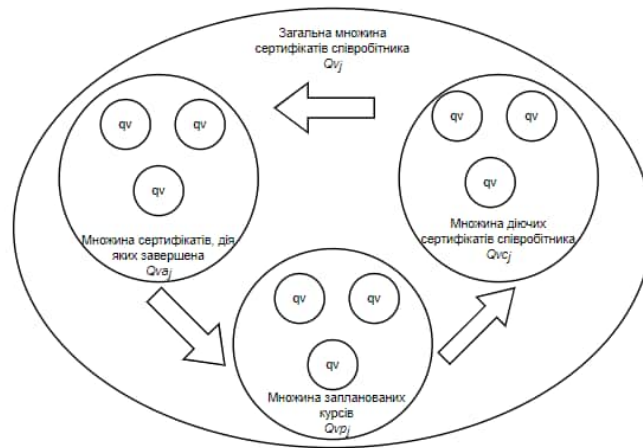 Загальна множина
сертифікатів співробітника
Qvj
qv
qv
qv
Множина сертифікатів, дія
яких завершена
Qvaj
qv
qv
qv
Множина діючих
сертифікатів співробітника
Qvcj
qv
qv
qv
Множина запланованих
курсів
Qvpj